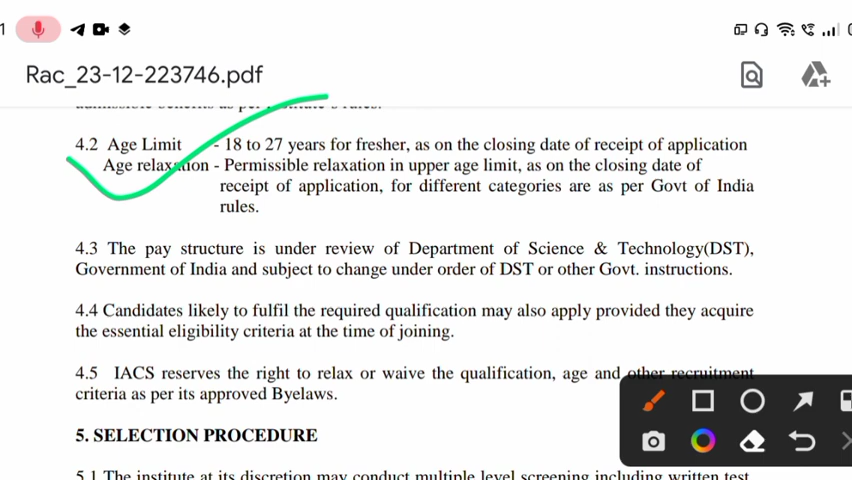 1
Rac_23-12-223746.pdf
4.2 Age Limit - 18 to 27 years for fresher, as on the closing date of receipt of application
Age relaxation - Permissible relaxation in upper age limit, as on the closing date of
receipt of application, for different categories are as per Govt of India
rules.
4.3 The pay structure is under review of Department of Science & Technology(DST),
Government of India and subject to change under order of DST or other Govt. instructions.
4.4 Candidates likely to fulfil the required qualification may also apply provided they acquire
the essential eligibility criteria at the time of joining.
4.5 IACS reserves the right to relax or waive the qualification, age and other recruitment
criteria as per its approved Byelaws.
5. SELECTION PROCEDURE
5.1 The institute at its discretion may conduct multiple level screening including written test,